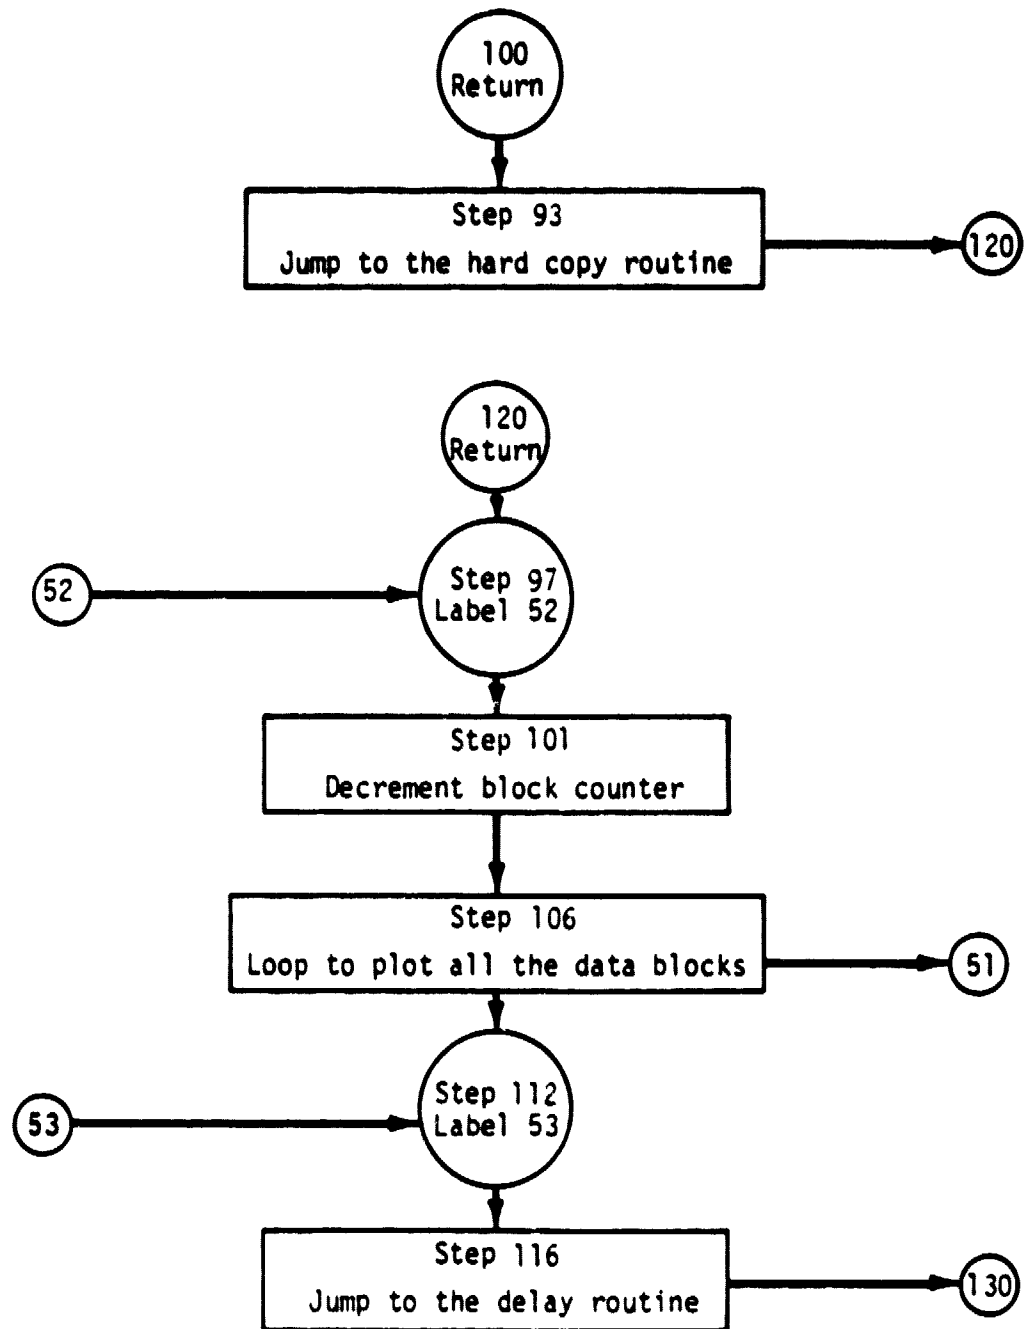 100
Return
Step 93
Jump to the hard copy routine
120
120
Return
52
Step 97
Label 52
Step 101
Decrement block counter
Step 106
Loop to plot all the data blocks
51
53
Step 112
Label 53
Step 116
Jump to the delay routine
130